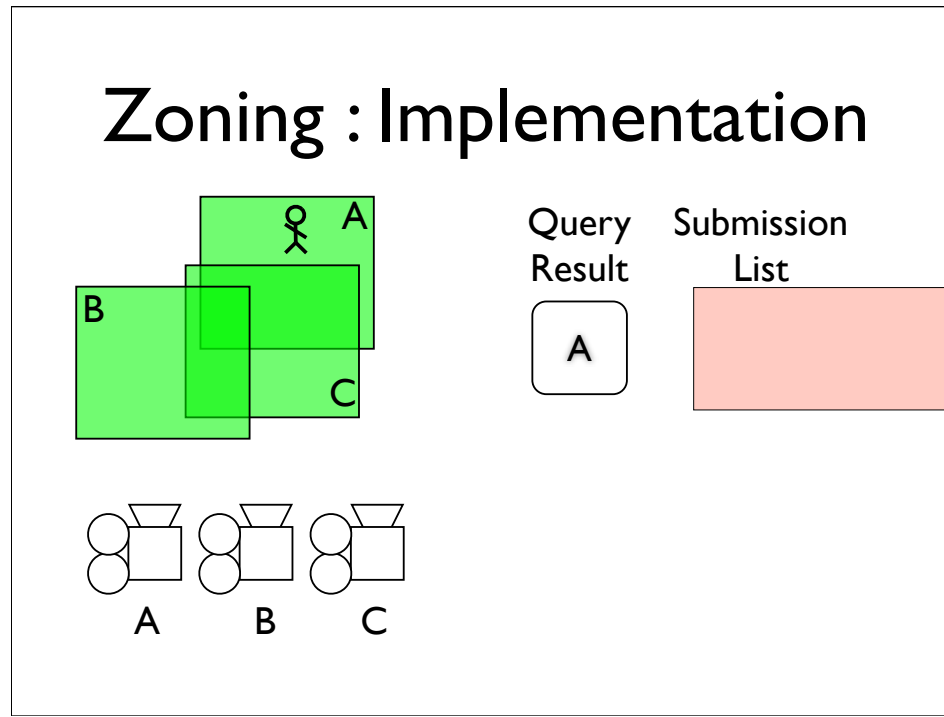 Zoning : Implementation
A
B
C
Query
Result
Submission
List
A
A
B
C